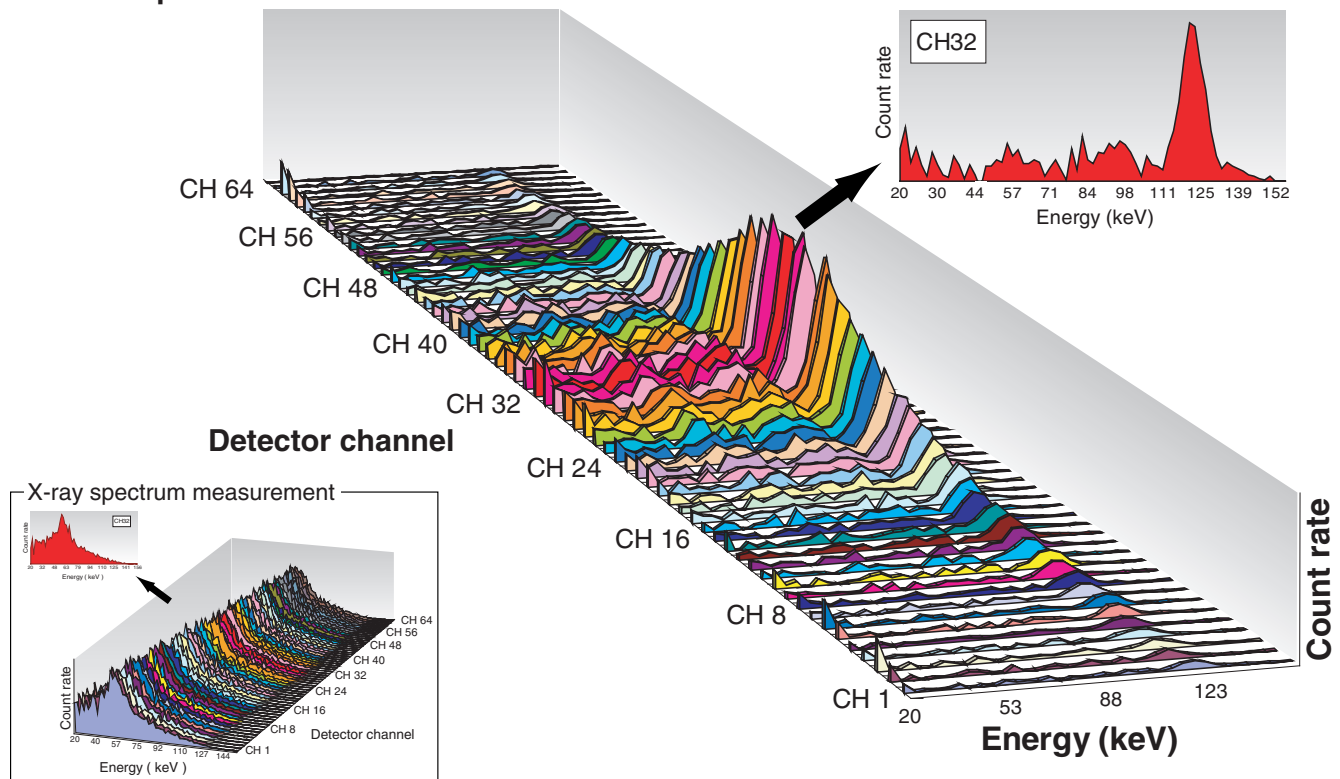 CH32
Count rate
20 30 44 57 71 84 98 111 125 139 152
Energy (keV)
CH 64
CH 56
CH 48
CH 40
CH 32
CH 24
CH 16
CH 8
CH 1
Detector channel
20 53 88 123
Energy (keV)
Count rate
X-ray spectrum measurement
CH32
Count rate
Energy ( keV )
CH 64
CH 56
CH 48
CH 40
CH 32
CH 24
CH 16
CH 8
CH 1
Count rate
20 40 57 75 92 110 127 144
Detector channel
Energy ( keV )